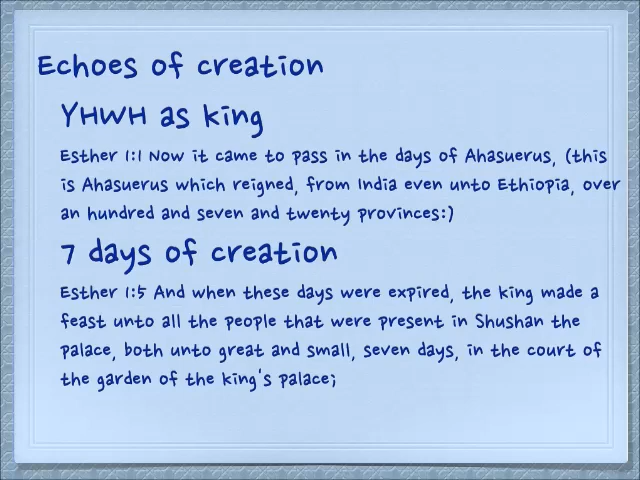 Echoes of creation
YHWH as king
Esther 1:1 Now it came to pass in the days of Ahasuerus, (this
is Ahasuerus which reigned, from India even unto Ethiopia, over
an hundred and seven and twenty provinces:)
7 days of creation
Esther 1:5 And when these days were expired, the king made a
feast unto all the people that were present in Shushan the
palace, both unto great and small, seven days, in the court of
the garden of the king's palace;